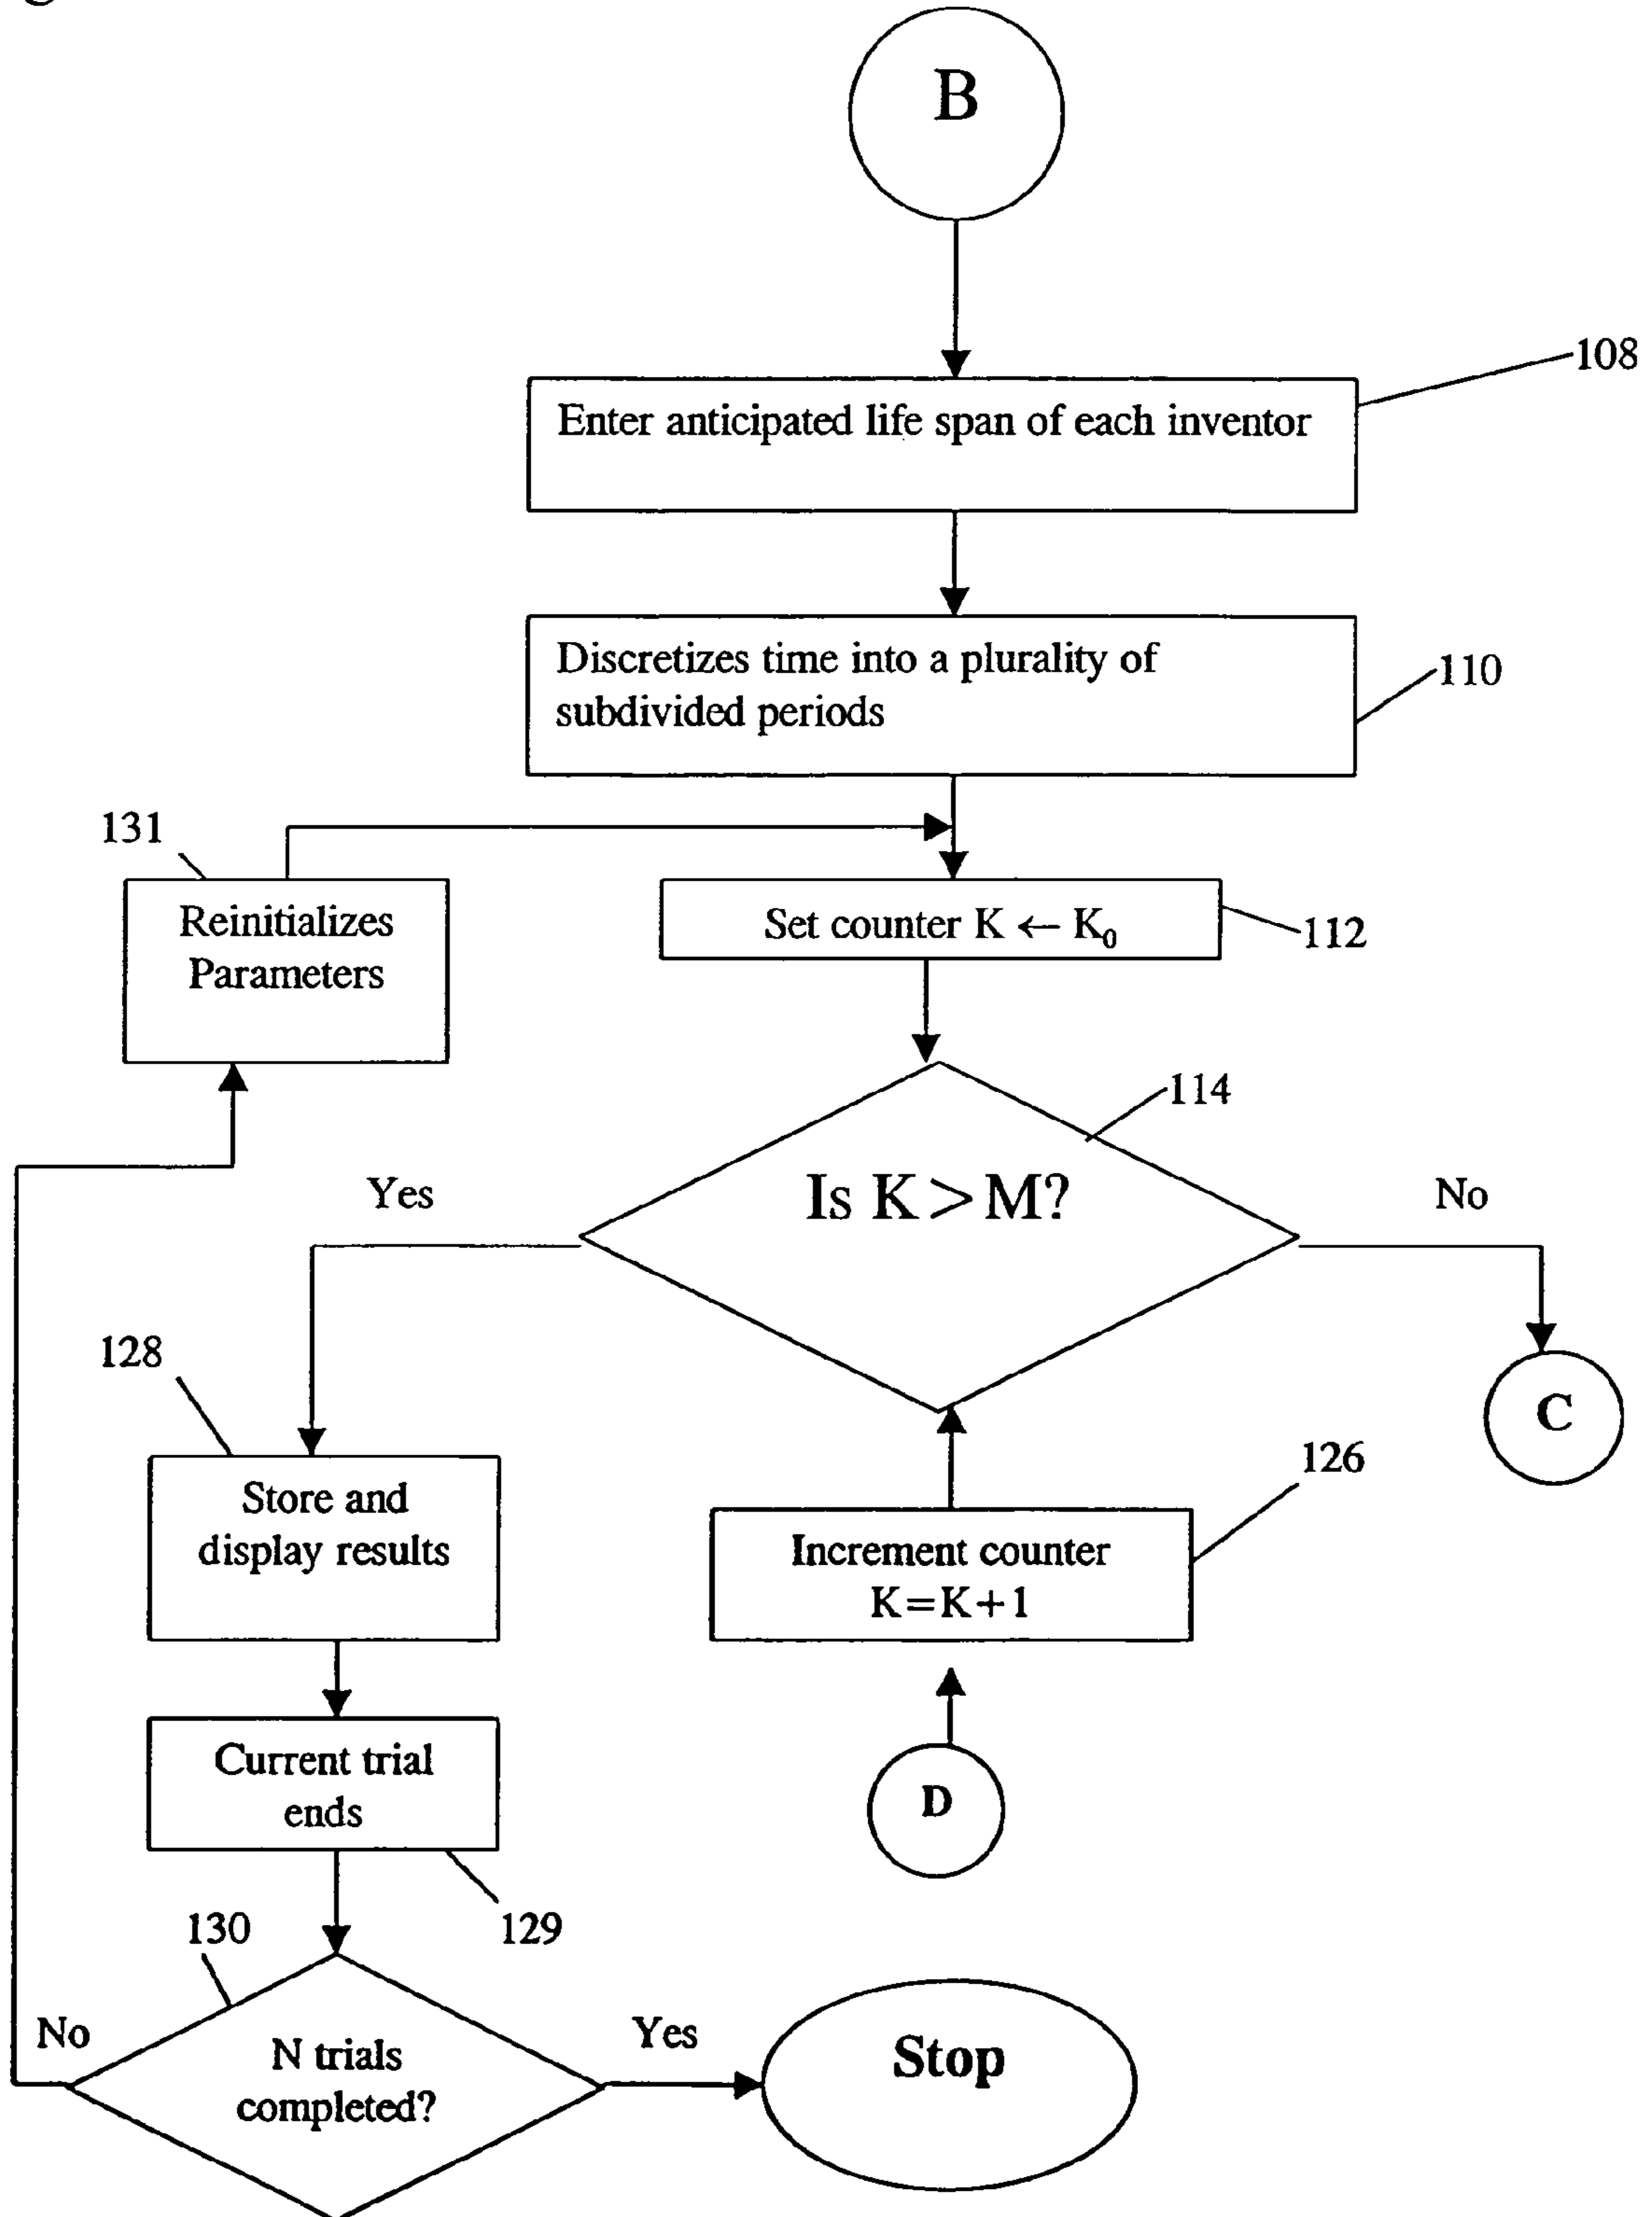 B
108
Enter anticipated life span of each inventor
Discretizes time into a plurality of
subdivided periods
110
131
Reinitializes
Parameters
Set counter K ← K₀
112
114
Is K > M?
Yes
No
C
128
Store and
display results
126
Increment counter
K=K+1
D
Current trial
ends
129
130
No
N trials
completed?
Yes
Stop